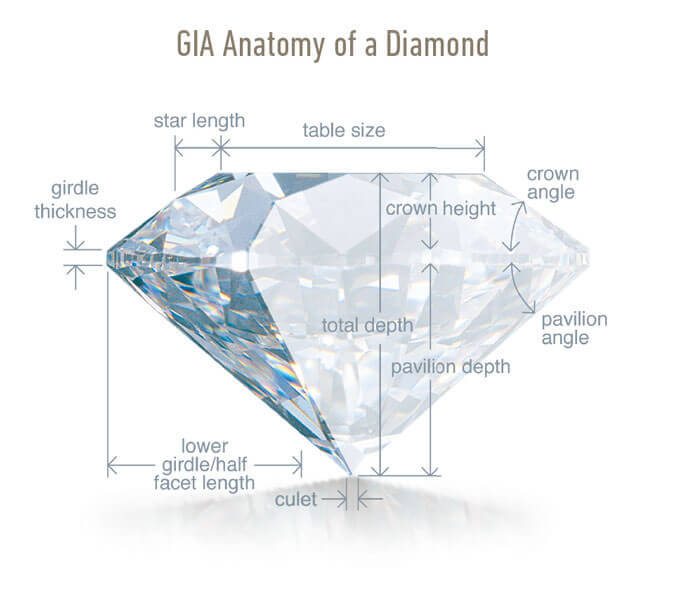 GIA Anatomy of a Diamond
star length
table size
girdle
thickness
crown
angle
crown height
total depth
pavilion
angle
pavilion depth
lower
girdle/half
facet length
culet